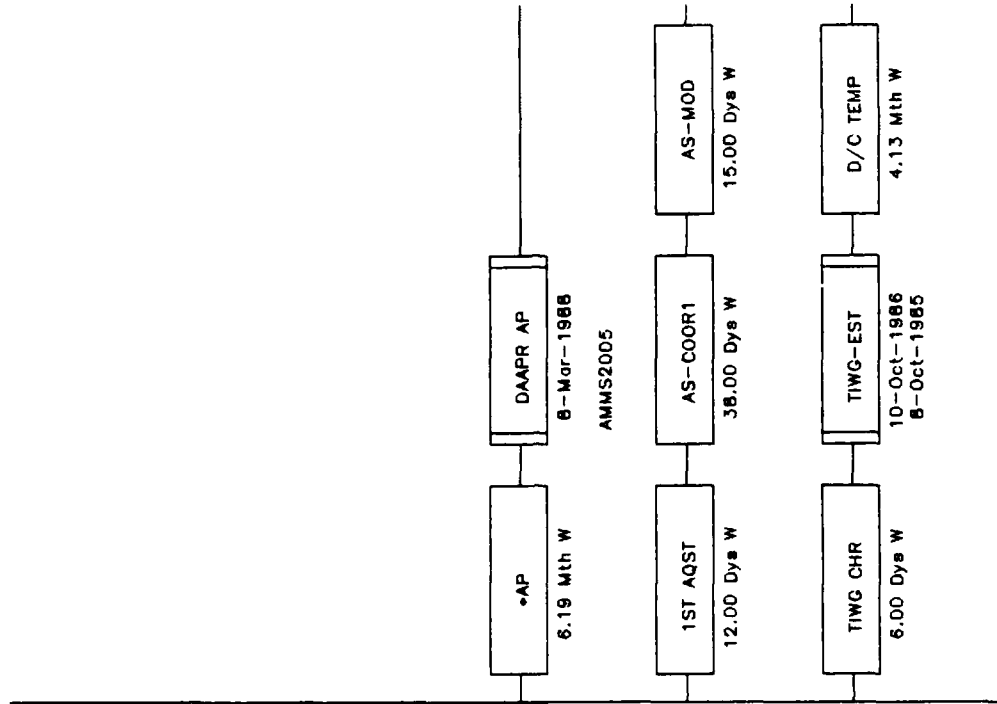 +AP
6.19 Mth W
DAAPR AP
8-Mar-1988
AMMS2005
1ST AQST
12.00 Dys W
AS-COOR1
38.00 Dys W
AS-MOD
15.00 Dys W
TIWG CHR
6.00 Dys W
TIWG-EST
10-Oct-1986
8-Oct-1985
D/C TEMP
4.13 Mth W